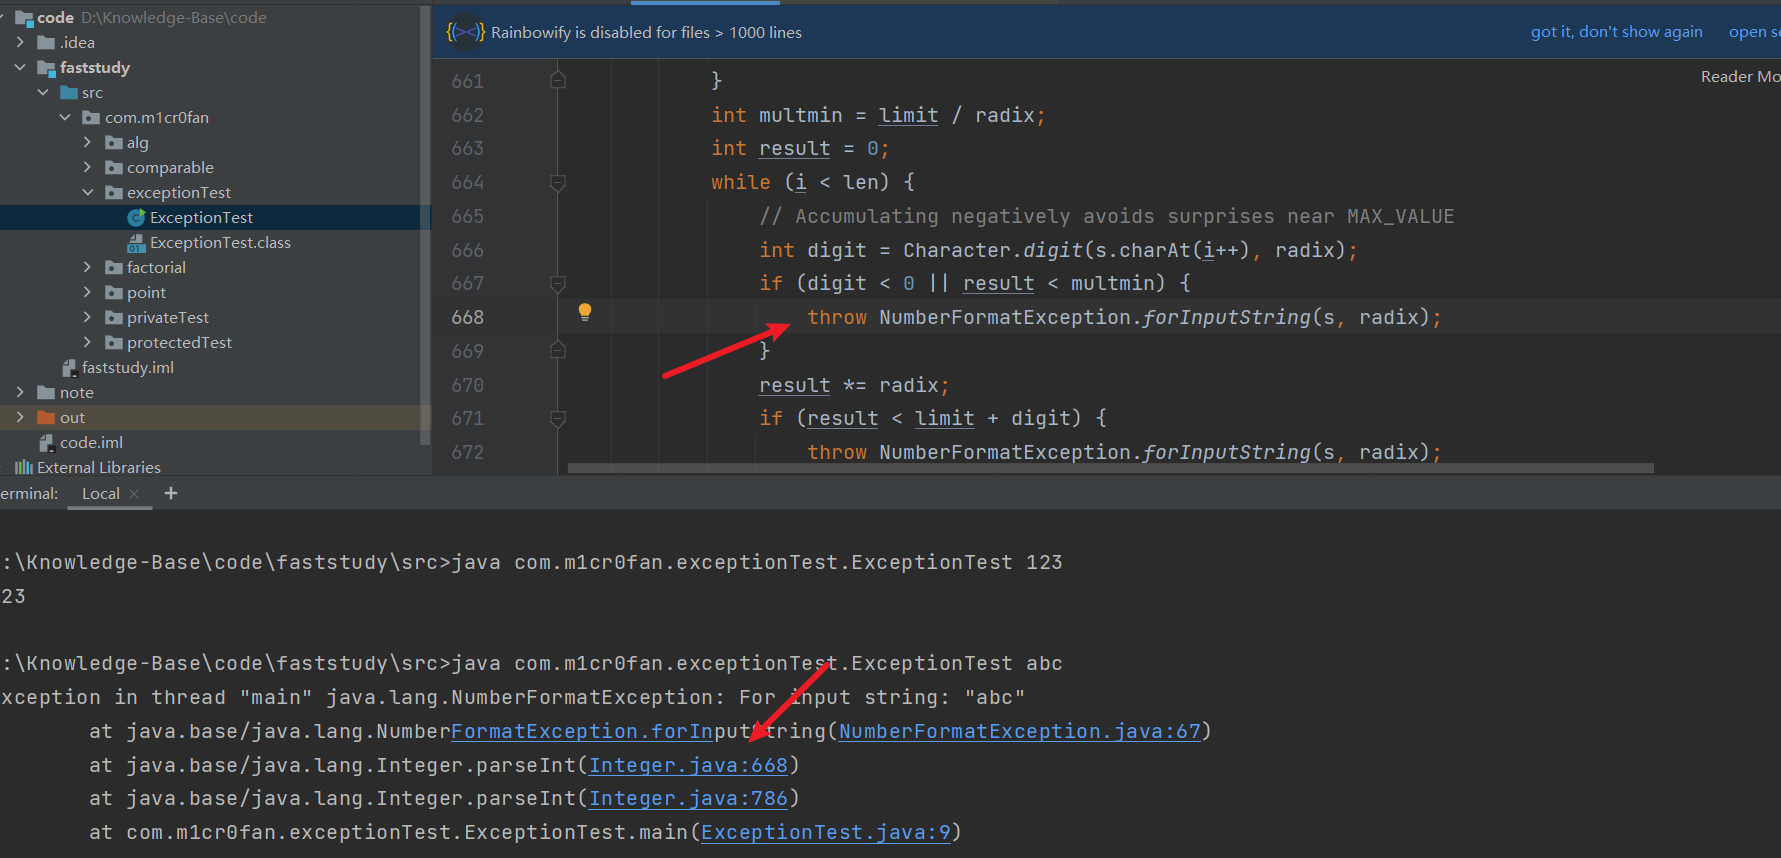 code D:\Knowledge-Base\code
.idea
faststudy
src
com.m1cr0fan
alg
comparable
exceptionTest
ExceptionTest
ExceptionTest.class
factorial
point
privateTest
protectedTest
faststudy.iml
note
out
code.iml
External Libraries
{(><)} Rainbowify is disabled for files > 1000 lines got it, don't show again open se
Reader Mo
661 }
662 int multmin = limit / radix;
663 int result = 0;
664 while (i < len) {
665 // Accumulating negatively avoids surprises near MAX_VALUE
666 int digit = Character.digit(s.charAt(i++), radix);
667 if (digit < 0 || result < multmin) {
668 throw NumberFormatException.forInputString(s, radix);
669 }
670 result *= radix;
671 if (result < limit + digit) {
672 throw NumberFormatException.forInputString(s, radix);
erminal: Local × +
:\Knowledge-Base\code\faststudy\src>java com.m1cr0fan.exceptionTest.ExceptionTest 123
23
:\Knowledge-Base\code\faststudy\src>java com.m1cr0fan.exceptionTest.ExceptionTest abc
xception in thread "main" java.lang.NumberFormatException: For input string: "abc"
at java.base/java.lang.NumberFormatException.forInputString(NumberFormatException.java:67)
at java.base/java.lang.Integer.parseInt(Integer.java:668)
at java.base/java.lang.Integer.parseInt(Integer.java:786)
at com.m1cr0fan.exceptionTest.ExceptionTest.main(ExceptionTest.java:9)